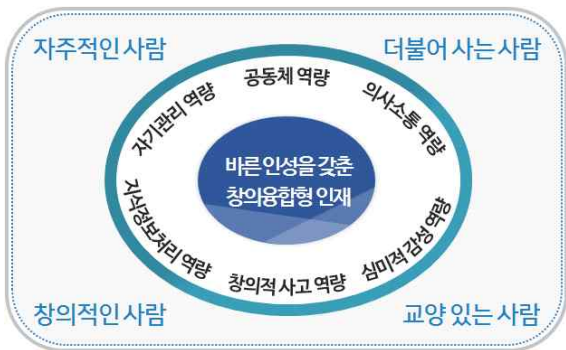 자주적인 사람
더불어 사는 사람
공동체 역량
자기관리 역량
의사소통 역량
바른 인성을 갖춘
창의융합형 인재
지식정보처리 역량
창의적 사고 역량
심미적 감성 역량
창의적인 사람
교양 있는 사람